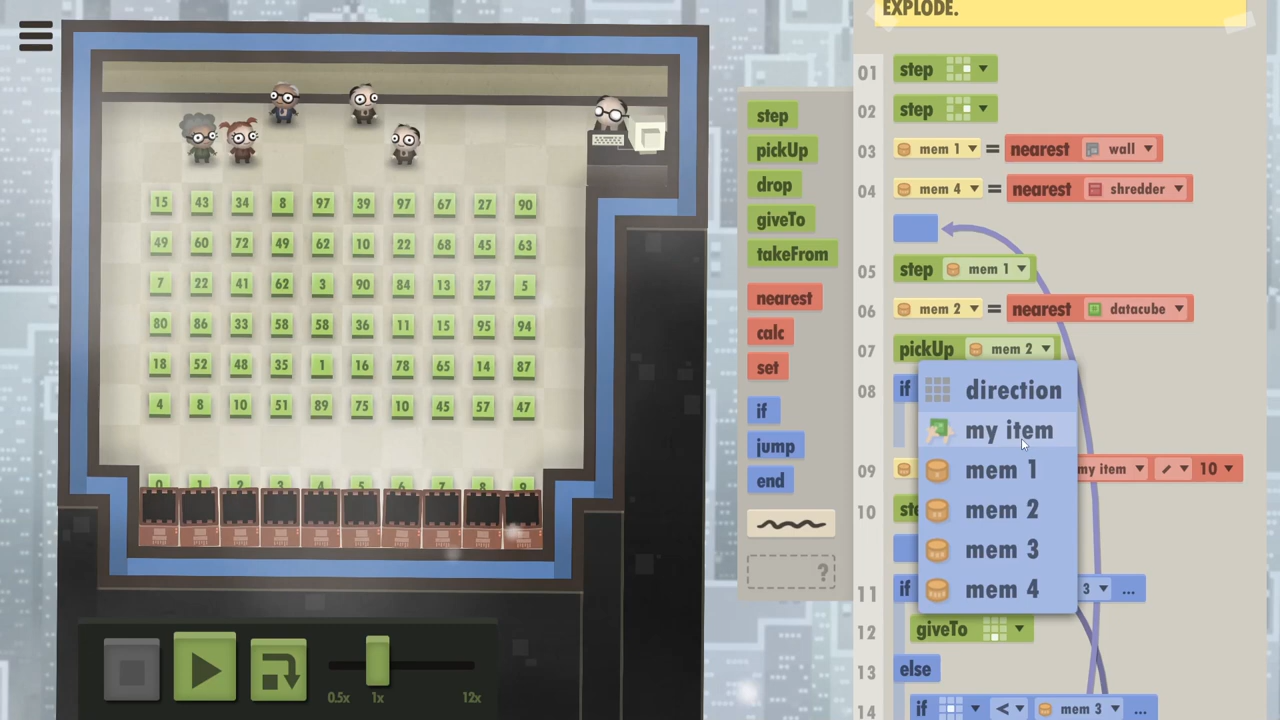 EXPLODE.
01 step
02 step
03 mem 1 = nearest wall
04 mem 4 = nearest shredder
05 step mem 1
06 mem 2 = nearest datacube
07 pickUp mem 2
08 if
direction
my item
mem 1
mem 2
mem 3
mem 4
09 my item / 10
10
11 if 3 ...
12 giveTo
13 else
14 if < mem 3 ...
step
pickUp
drop
giveTo
takeFrom
nearest
calc
set
if
jump
end
?
15 43 34 8 97 39 97 67 27 90
49 60 72 49 62 10 22 68 45 63
7 22 41 62 3 90 84 13 37 5
80 86 33 58 58 36 11 15 95 94
18 52 48 35 1 16 78 65 14 87
4 8 10 51 89 75 10 45 57 47
0 1 2 3 4 5 6 7 8 9
0.5x 1x 12x